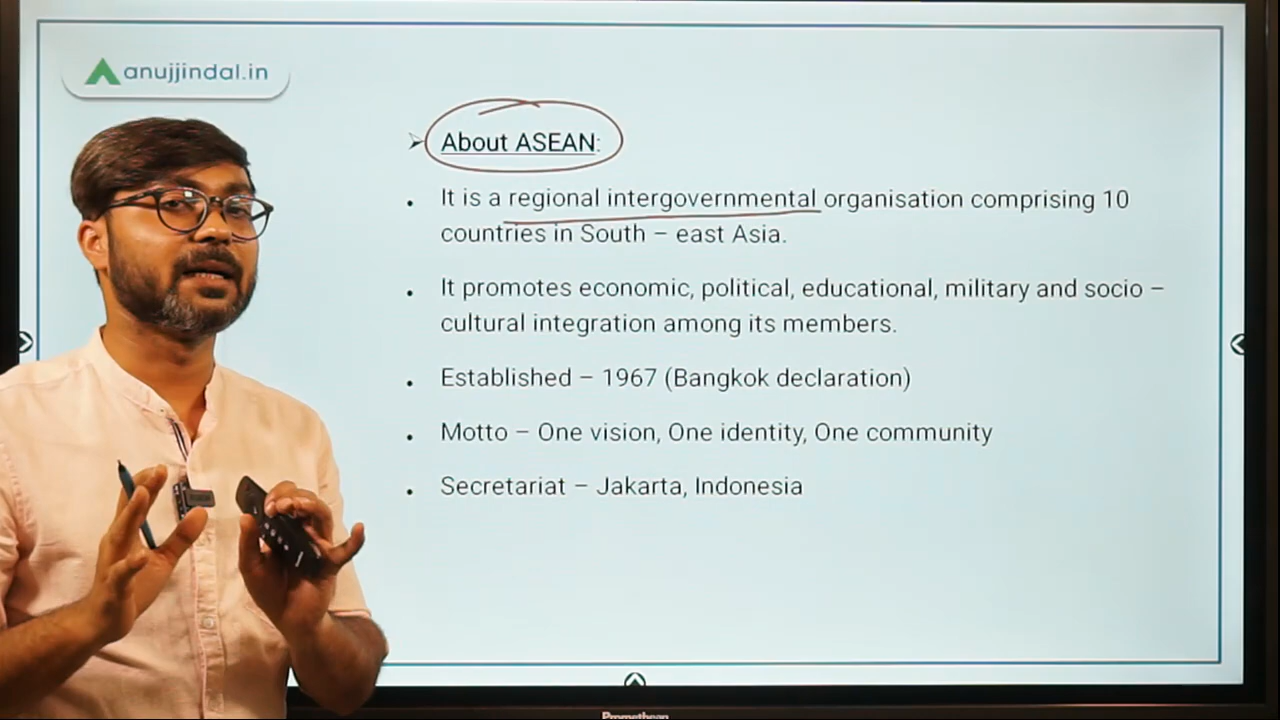 anujjindal.in
➢ About ASEAN:
• It is a regional intergovernmental organisation comprising 10
countries in South – east Asia.
• It promotes economic, political, educational, military and socio –
cultural integration among its members.
• Established – 1967 (Bangkok declaration)
• Motto – One vision, One identity, One community
• Secretariat – Jakarta, Indonesia
Promethean